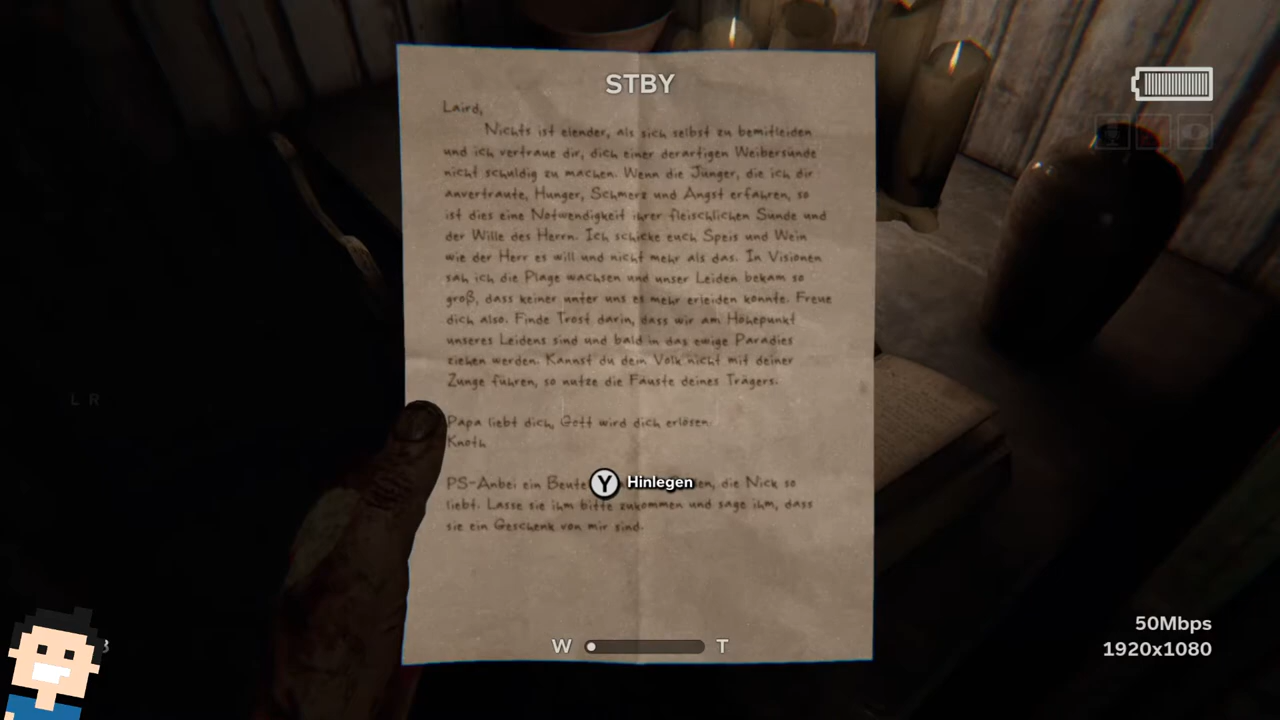 STBY
Laird,
Nichts ist elender, als sich selbst zu bemitleiden
und ich vertraue dir, dich einer derartigen Weibersünde
nicht schuldig zu machen. Wenn die Jünger, die ich dir
anvertraute, Hunger, Schmerz und Angst erfahren, so
ist dies eine Notwendigkeit ihrer fleischlichen Sünde und
der Wille des Herrn. Ich schicke euch Speis und Wein
wie der Herr es will und nicht mehr als das. In Visionen
sah ich die Plage wachsen und unser Leiden bekam so
groß, dass keiner unter uns es mehr erleiden konnte. Freue
dich also. Finde Trost darin, dass wir am Höhepunkt
unseres Leidens sind und bald in das ewige Paradies
ziehen werden. Kannst du dem Volk nicht mit deiner
Zunge führen, so nutze die Fäuste deines Trägers.
L R
Papa liebt dich, Gott wird dich erlösen.
Knoth
PS-Anbei ein Beute Y Hinlegen die Nick so
liebt. Lasse sie ihm bitte zukommen und sage ihm, dass
sie ein Geschenk von mir sind.
50Mbps
W T
1920x1080